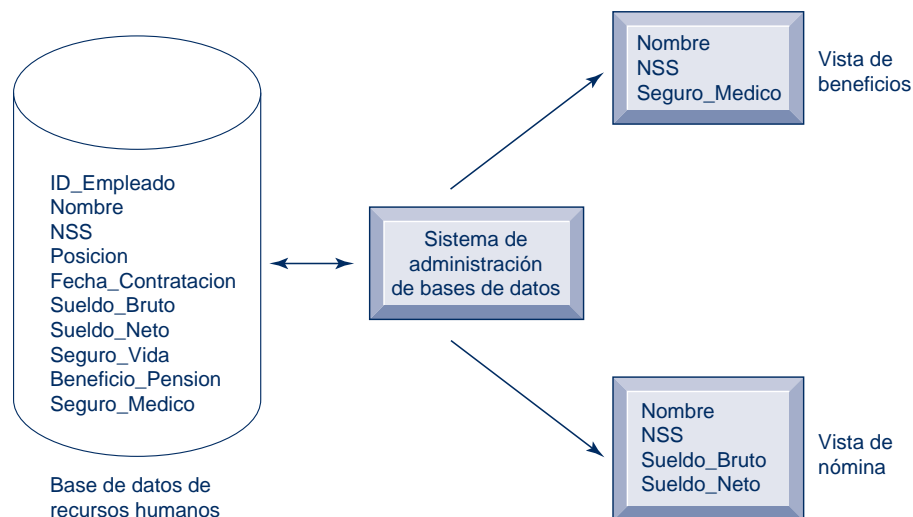 ID_Empleado
Nombre
NSS
Posicion
Fecha_Contratacion
Sueldo_Bruto
Sueldo_Neto
Seguro_Vida
Beneficio_Pension
Seguro_Medico
Base de datos de
recursos humanos
Sistema de
administración
de bases de datos
Nombre
NSS
Seguro_Medico
Vista de
beneficios
Nombre
NSS
Sueldo_Bruto
Sueldo_Neto
Vista de
nómina